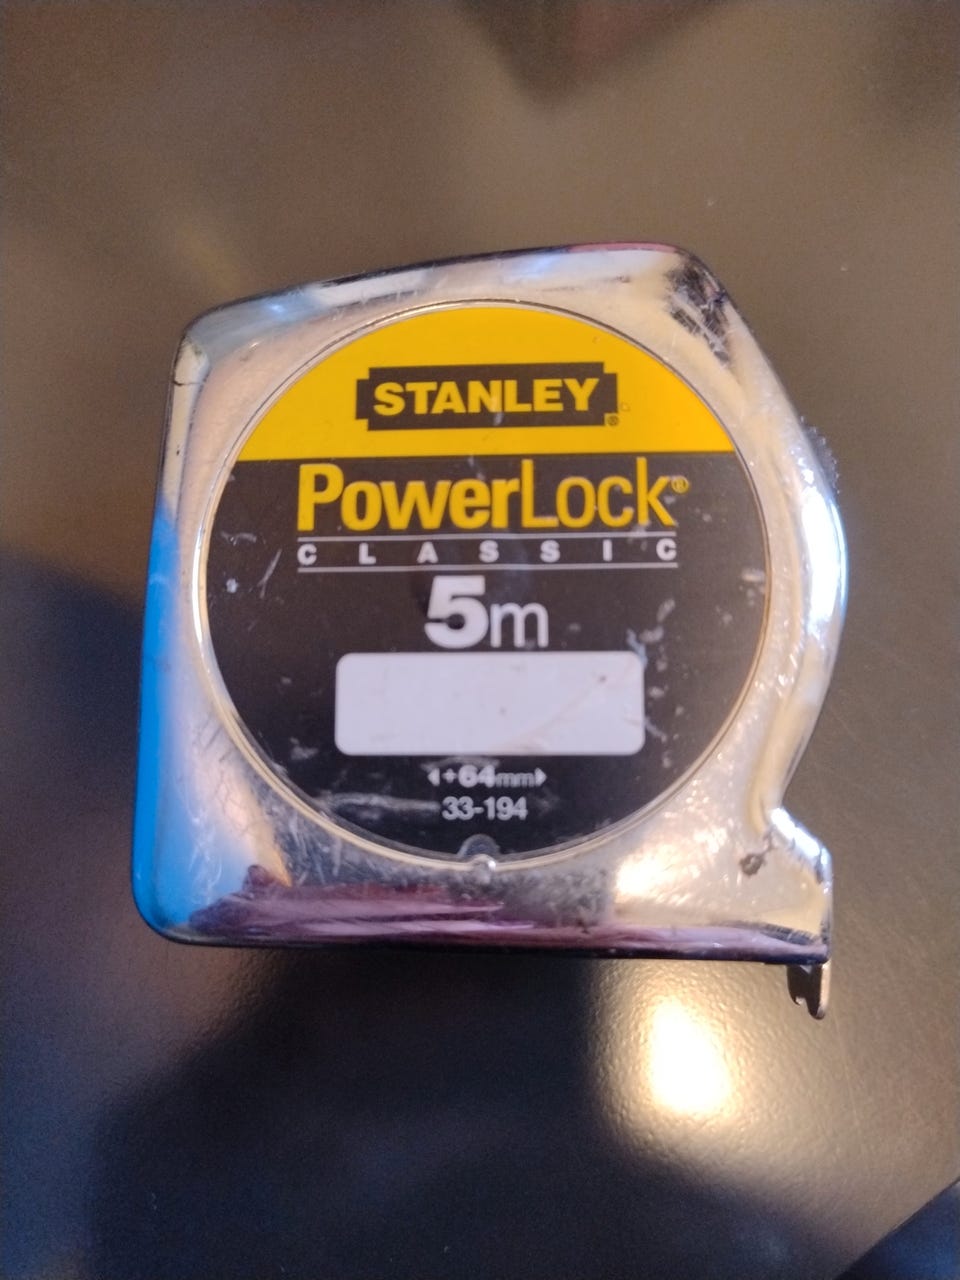 STANLEY®
PowerLock®
CLASSIC
5m
+64mm
33-194